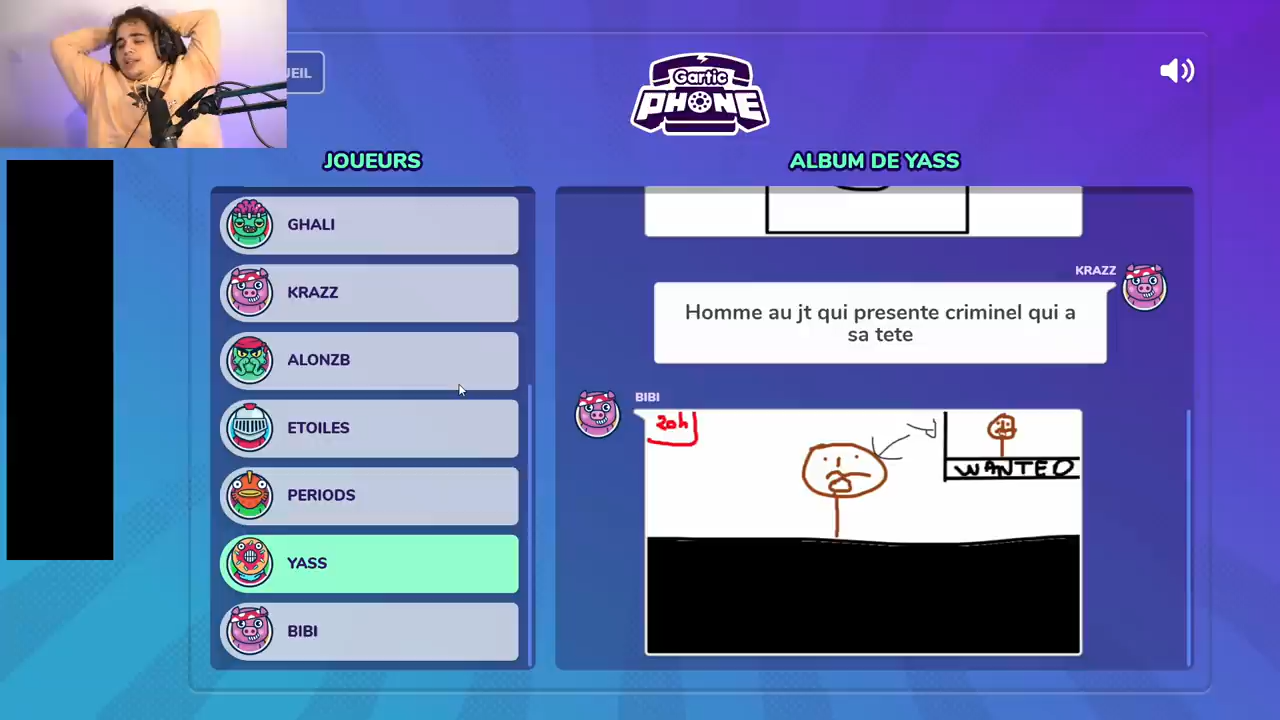 UEIL
Gartic
PHONE
JOUEURS
GHALI
KRAZZ
ALONZB
ETOILES
PERIODS
YASS
BIBI
ALBUM DE YASS
KRAZZ
Homme au jt qui presente criminel qui a
sa tete
BIBI
20h
WANTED